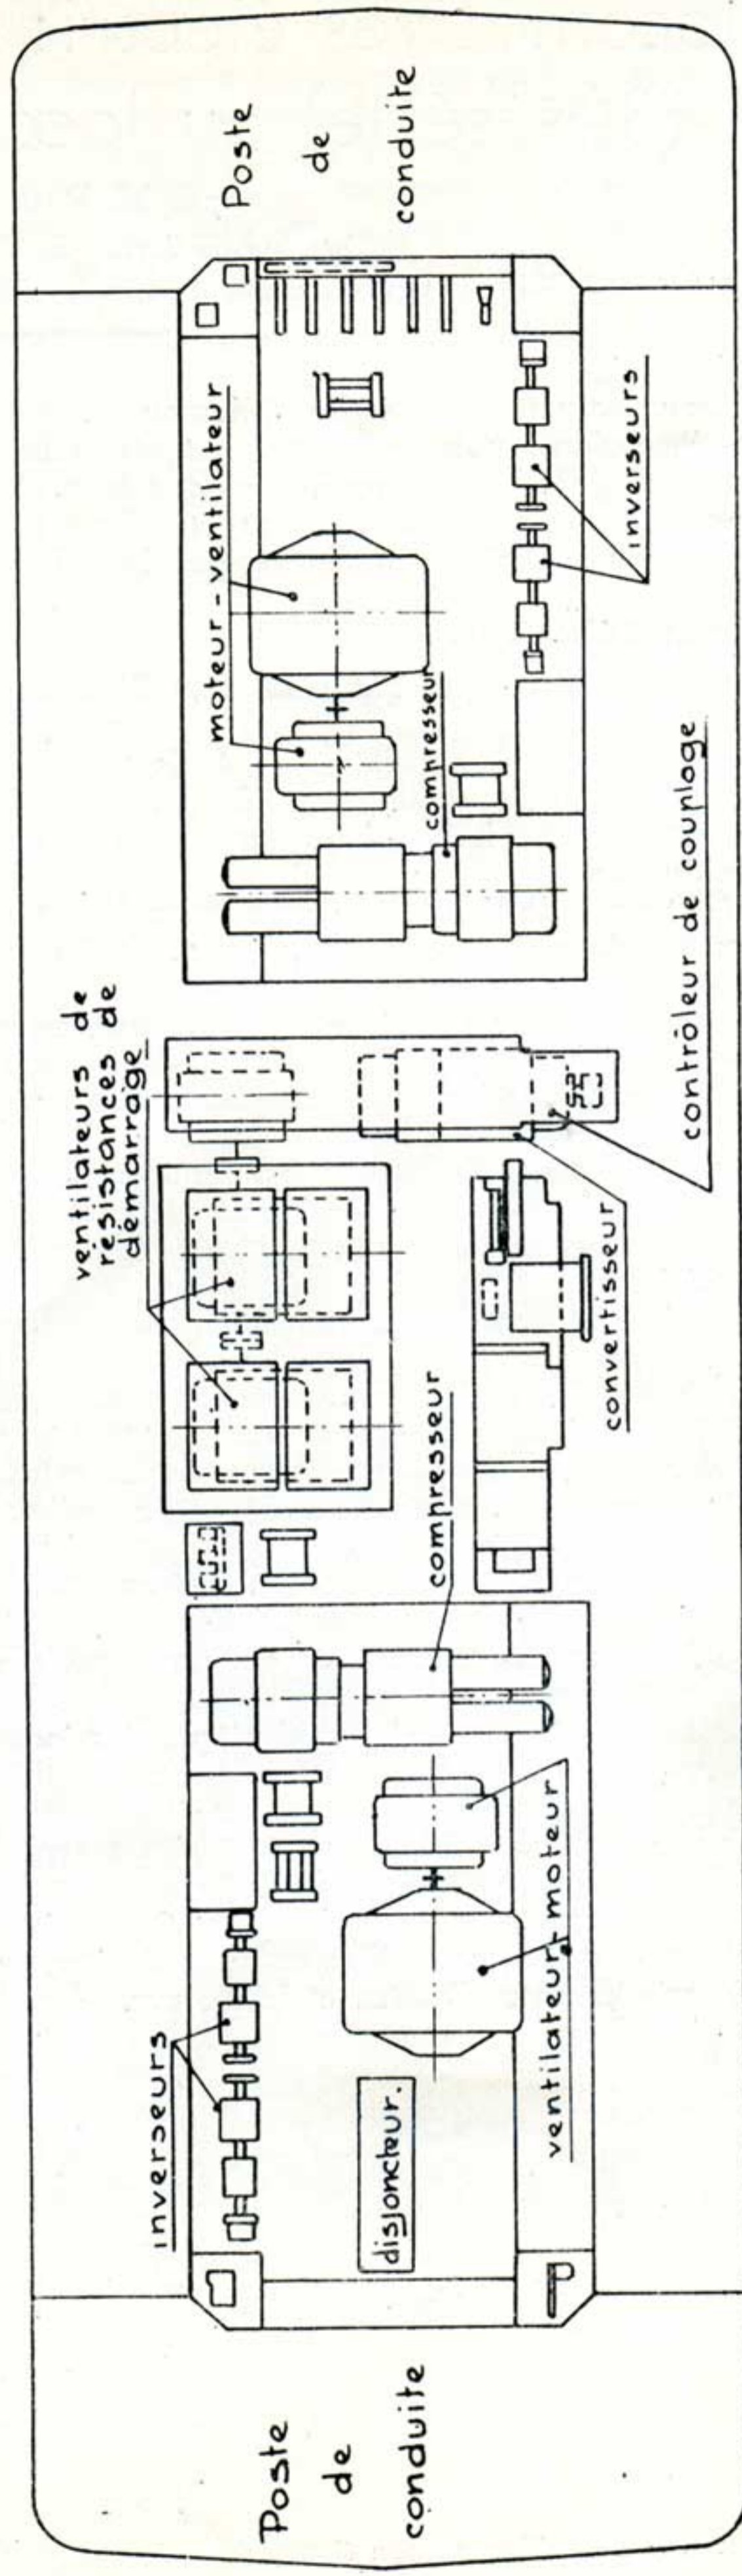 Poste
de
conduite
moteur - ventilateur
compresseur
inverseurs
ventilateurs de
résistances de
démarrage
contrôleur de couplage
convertisseur
compresseur
inverseurs
disjoncteur.
ventilateur-moteur
Poste
de
conduite